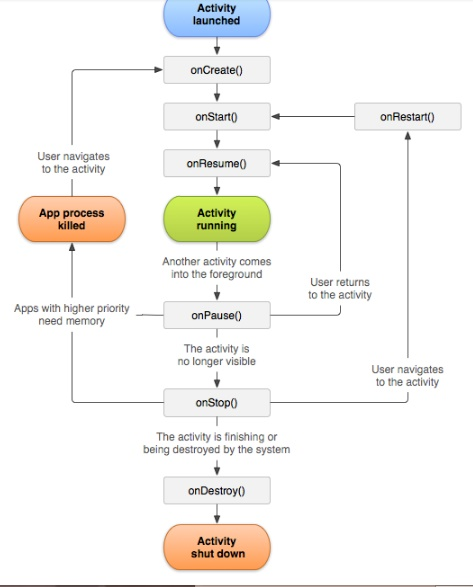 Activity
launched
onCreate()
onStart()
onRestart()
onResume()
User navigates
to the activity
App process
killed
Activity
running
Another activity comes
into the foreground
User returns
to the activity
Apps with higher priority
need memory
onPause()
The activity is
no longer visible
User navigates
to the activity
onStop()
The activity is finishing or
being destroyed by the system
onDestroy()
Activity
shut down